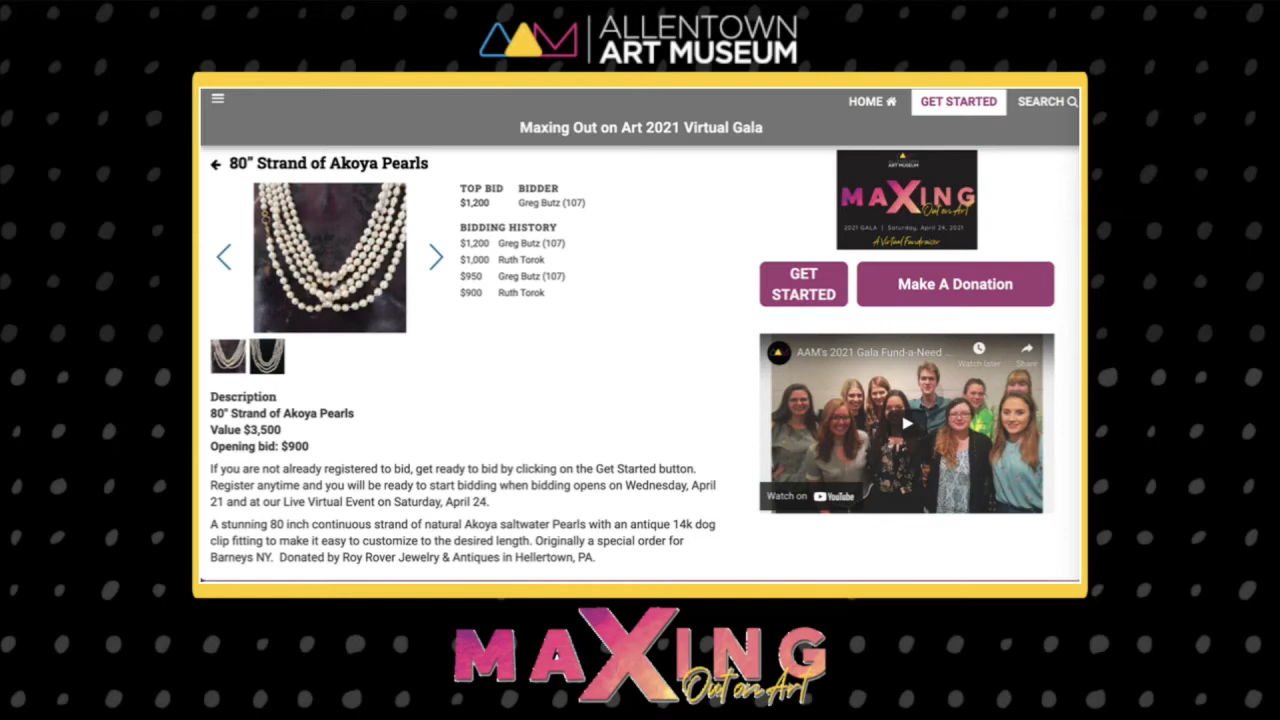 ALLENTOWN
ART MUSEUM
HOME
GET STARTED
SEARCH
Maxing Out on Art 2021 Virtual Gala
80" Strand of Akoya Pearls
TOP BID BIDDER
$1,200 Greg Butz (107)
BIDDING HISTORY
$1,200 Greg Butz (107)
$1,000 Ruth Torok
$950 Greg Butz (107)
$900 Ruth Torok
Description
80" Strand of Akoya Pearls
Value $3,500
Opening bid: $900
If you are not already registered to bid, get ready to bid by clicking on the Get Started button.
Register anytime and you will be ready to start bidding when bidding opens on Wednesday, April
21 and at our Live Virtual Event on Saturday, April 24.
A stunning 80 inch continuous strand of natural Akoya saltwater Pearls with an antique 14k dog
clip fitting to make it easy to customize to the desired length. Originally a special order for
Barneys NY. Donated by Roy Rover Jewelry & Antiques in Hellertown, PA.
ALLENTOWN
ART MUSEUM
MAXING
Out on Art
2021 GALA | Saturday, April 24, 2021
A Virtual Fundraiser
GET
STARTED
Make A Donation
AAM's 2021 Gala Fund-a-Need ...
Watch later
Share
Watch on YouTube
MAXING
Out on Art